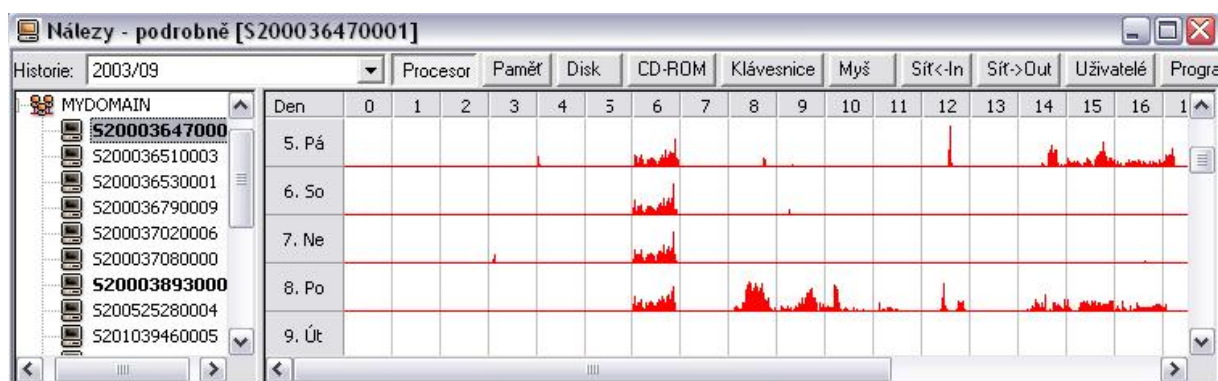 Nálezy - podrobně [S200036470001]
Historie: 2003/09 Procesor Paměť Disk CD-ROM Klávesnice Myš Síť<-In Síť->Out Uživatelé Progra
MYDOMAIN
S20003647000
S200036510003
S200036530001
S200036790009
S200037020006
S200037080000
S20003893000
S200525280004
S201039460005
Den 0 1 2 3 4 5 6 7 8 9 10 11 12 13 14 15 16 1
5. Pá
6. So
7. Ne
8. Po
9. Út